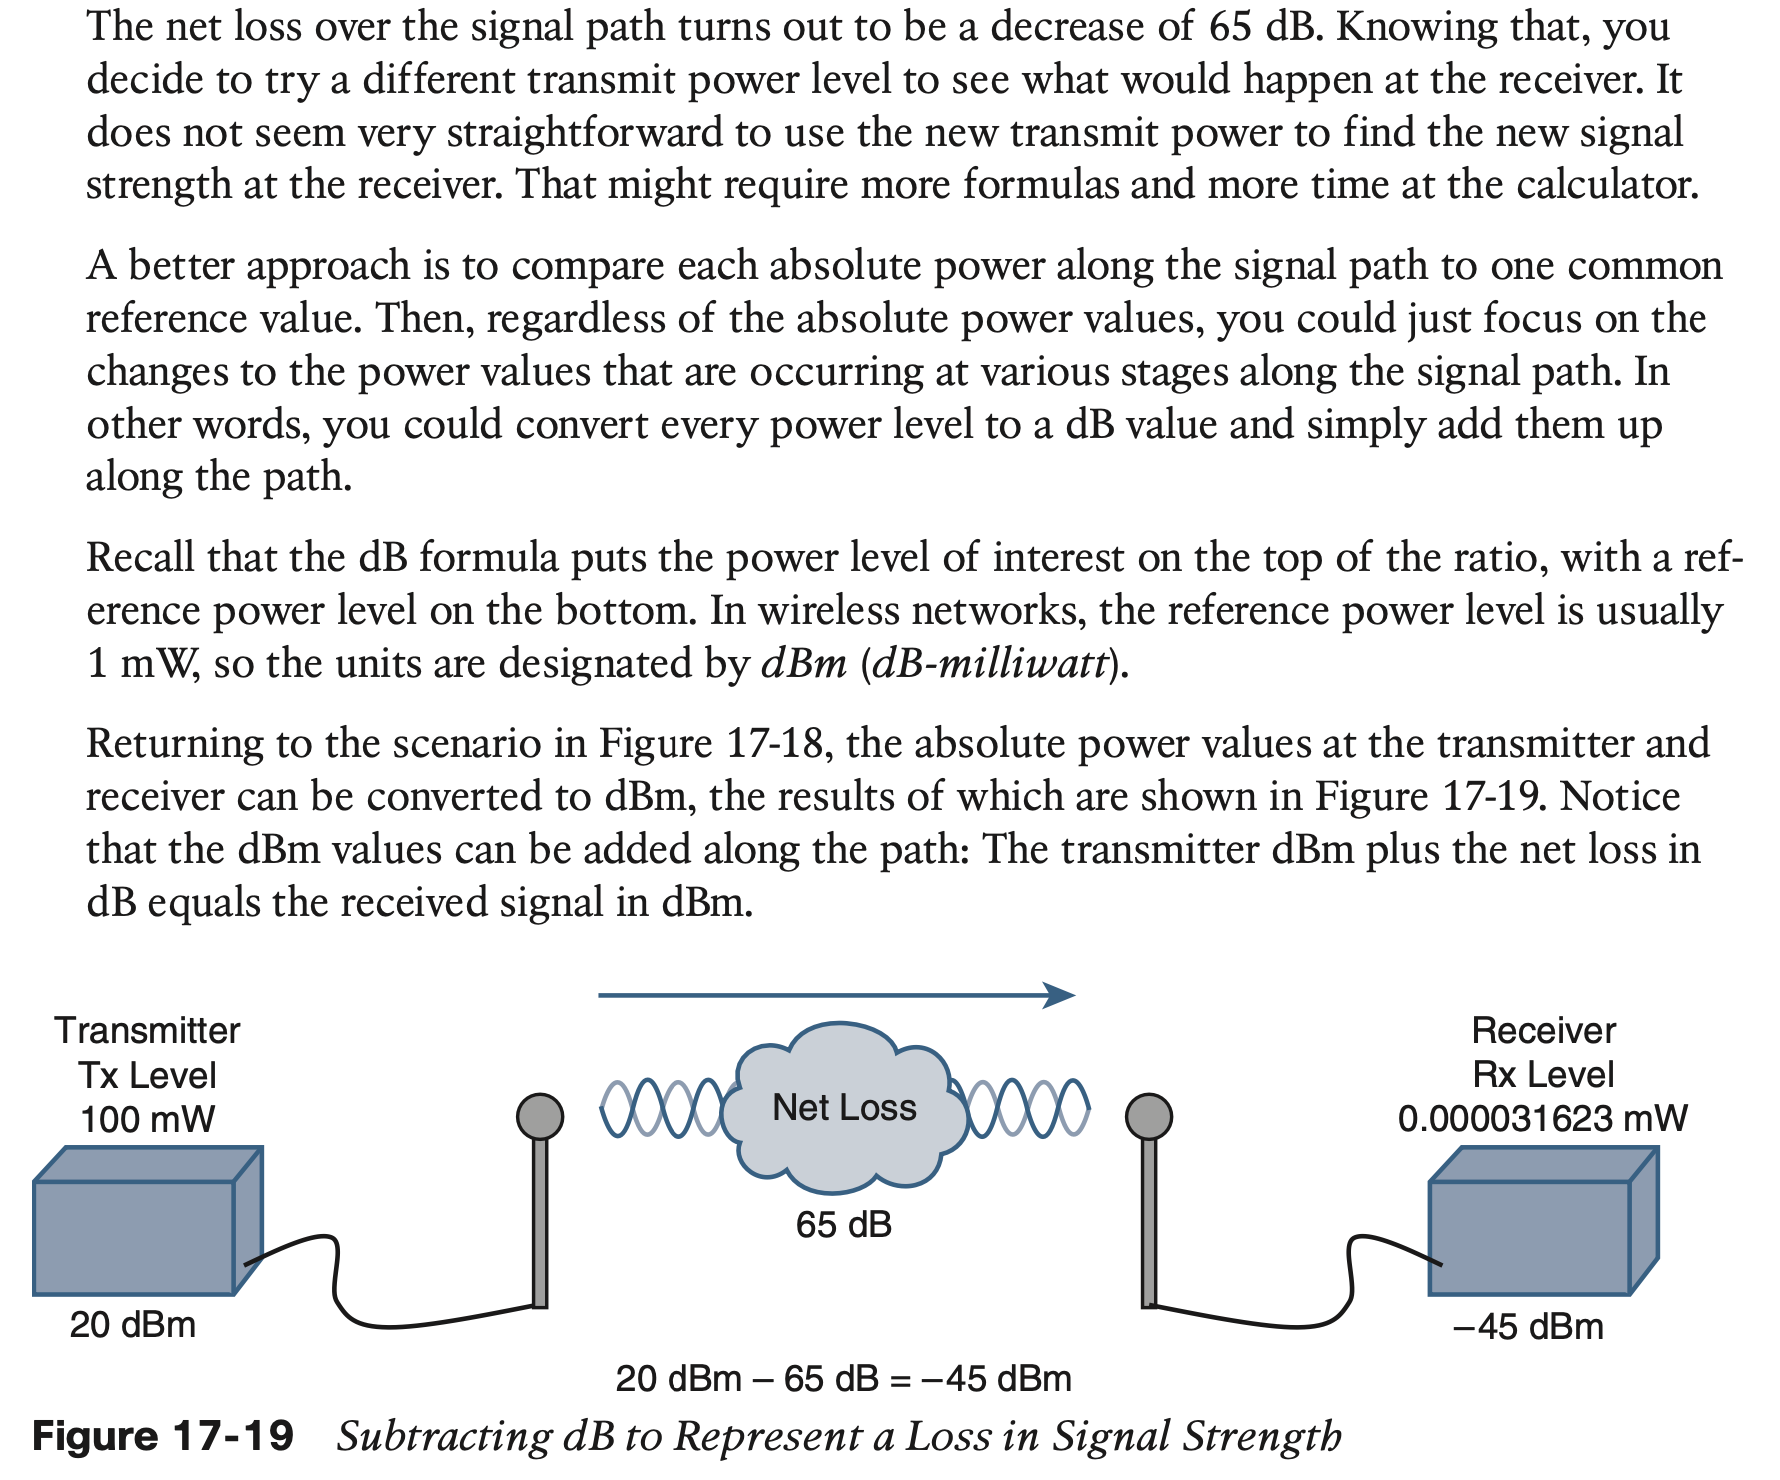 The net loss over the signal path turns out to be a decrease of 65 dB. Knowing that, you
decide to try a different transmit power level to see what would happen at the receiver. It
does not seem very straightforward to use the new transmit power to find the new signal
strength at the receiver. That might require more formulas and more time at the calculator.
A better approach is to compare each absolute power along the signal path to one common
reference value. Then, regardless of the absolute power values, you could just focus on the
changes to the power values that are occurring at various stages along the signal path. In
other words, you could convert every power level to a dB value and simply add them up
along the path.
Recall that the dB formula puts the power level of interest on the top of the ratio, with a ref-
erence power level on the bottom. In wireless networks, the reference power level is usually
1 mW, so the units are designated by dBm (dB-milliwatt).
Returning to the scenario in Figure 17-18, the absolute power values at the transmitter and
receiver can be converted to dBm, the results of which are shown in Figure 17-19. Notice
that the dBm values can be added along the path: The transmitter dBm plus the net loss in
dB equals the received signal in dBm.
Transmitter
Tx Level
100 mW
20 dBm
Net Loss
65 dB
Receiver
Rx Level
0.000031623 mW
−45 dBm
20 dBm – 65 dB = −45 dBm
Figure 17-19 Subtracting dB to Represent a Loss in Signal Strength